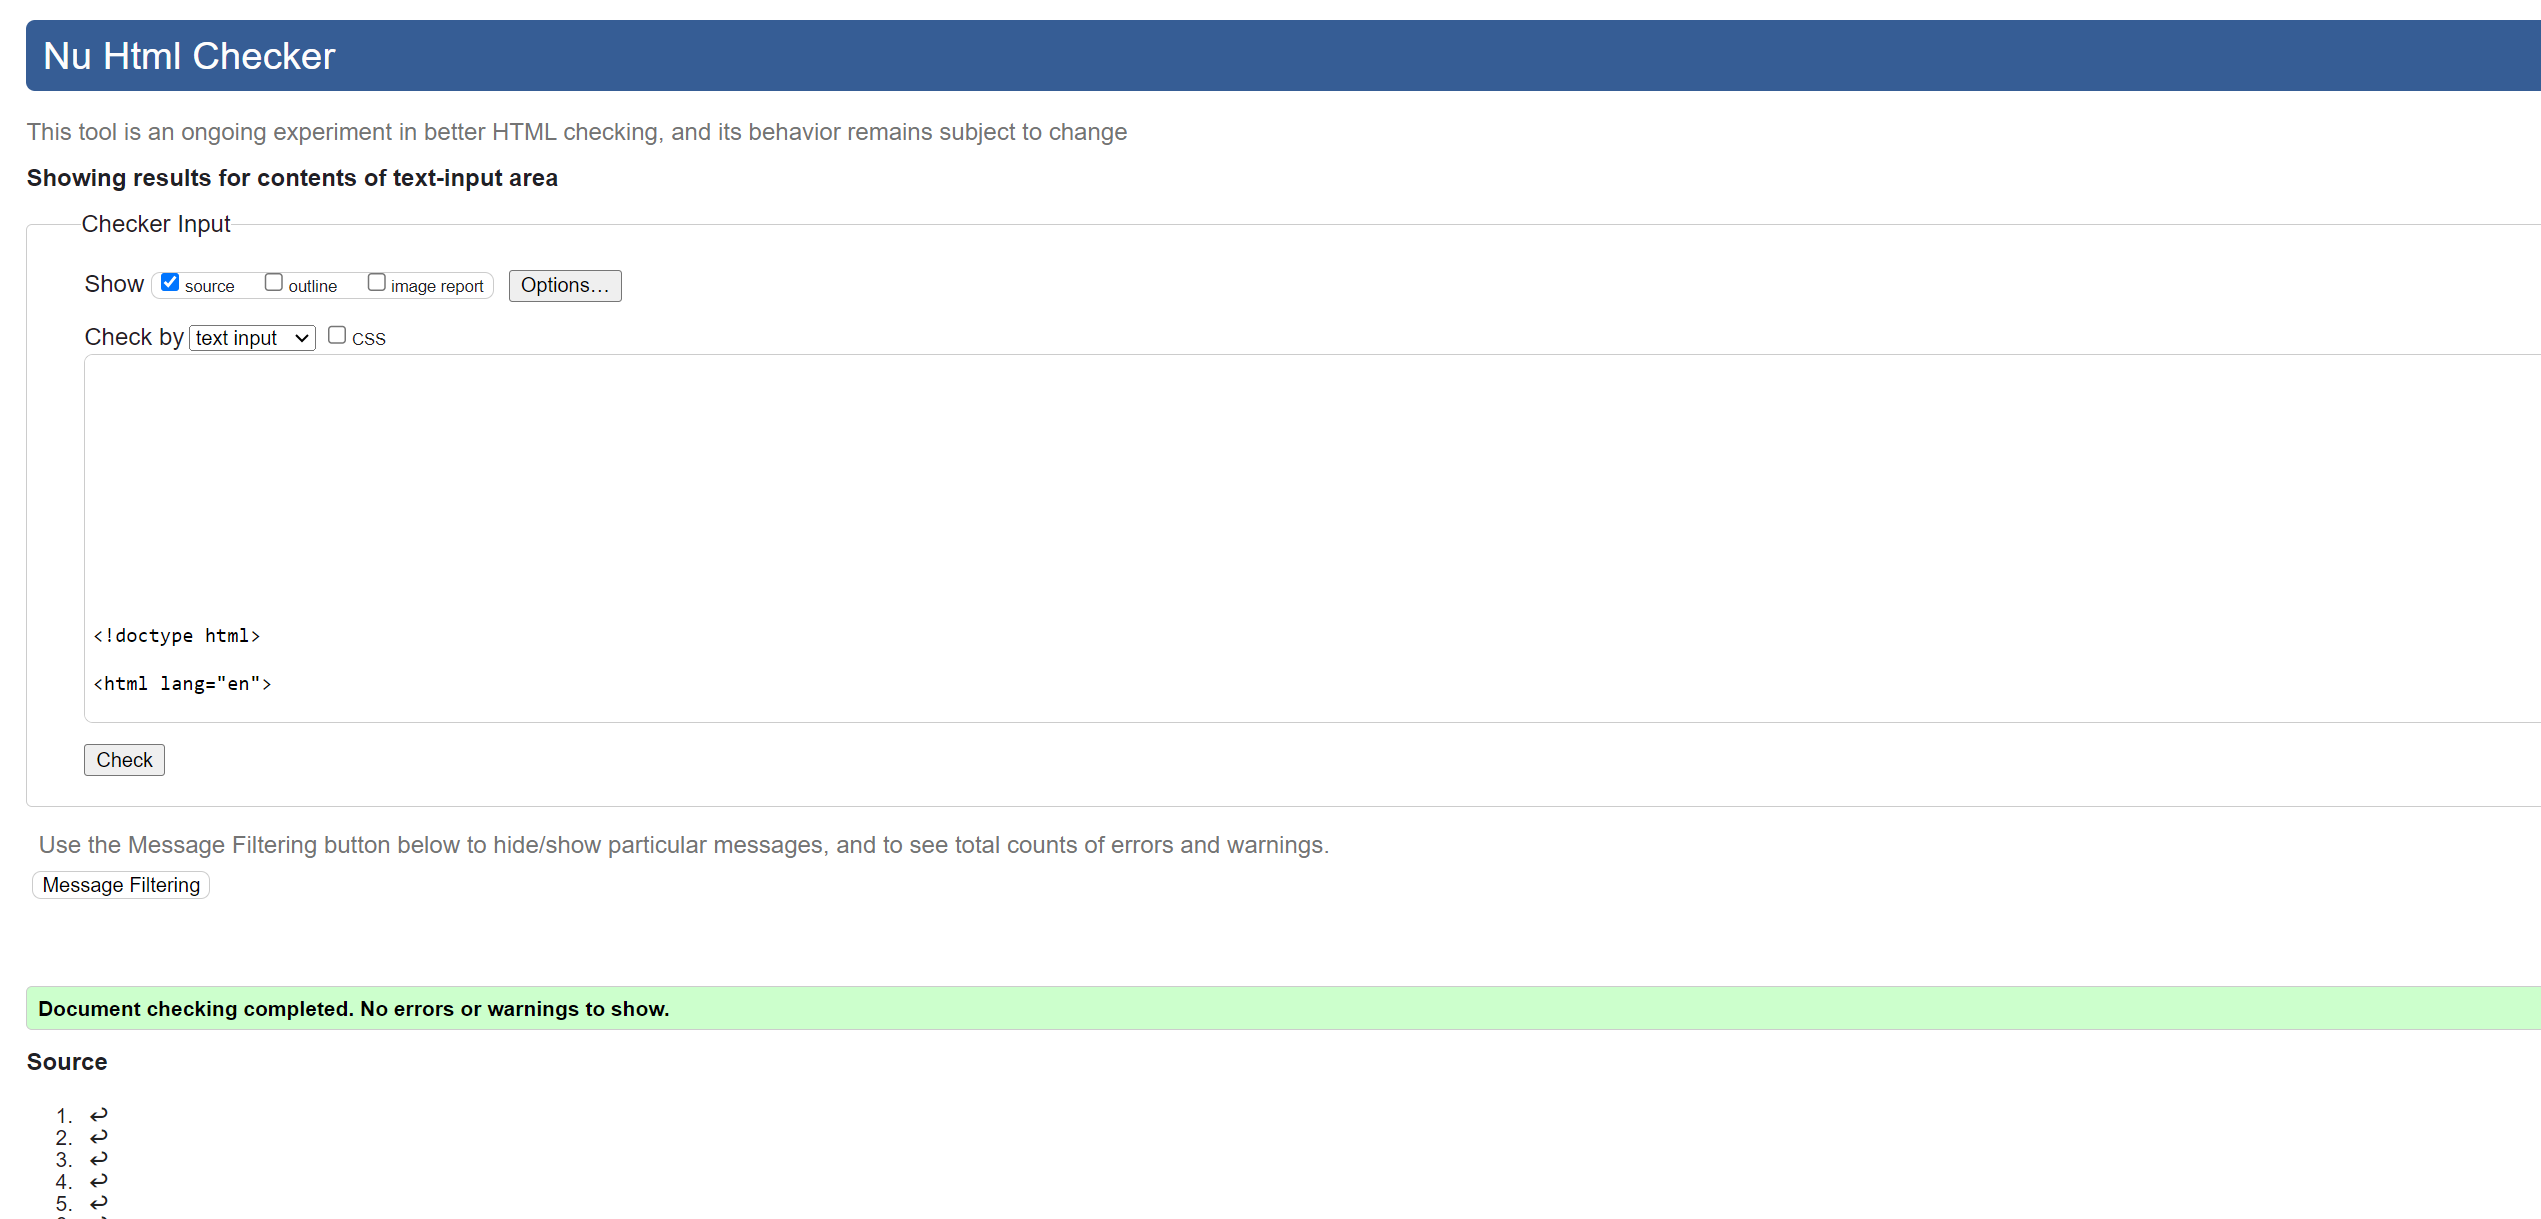 Nu Html Checker
This tool is an ongoing experiment in better HTML checking, and its behavior remains subject to change
Showing results for contents of text-input area
Checker Input
Show source outline image report Options...
Check by text input CSS
<!doctype html>
<html lang="en">
Check
Use the Message Filtering button below to hide/show particular messages, and to see total counts of errors and warnings.
Message Filtering
Document checking completed. No errors or warnings to show.
Source
1. ↩
2. ↩
3. ↩
4. ↩
5. ↩